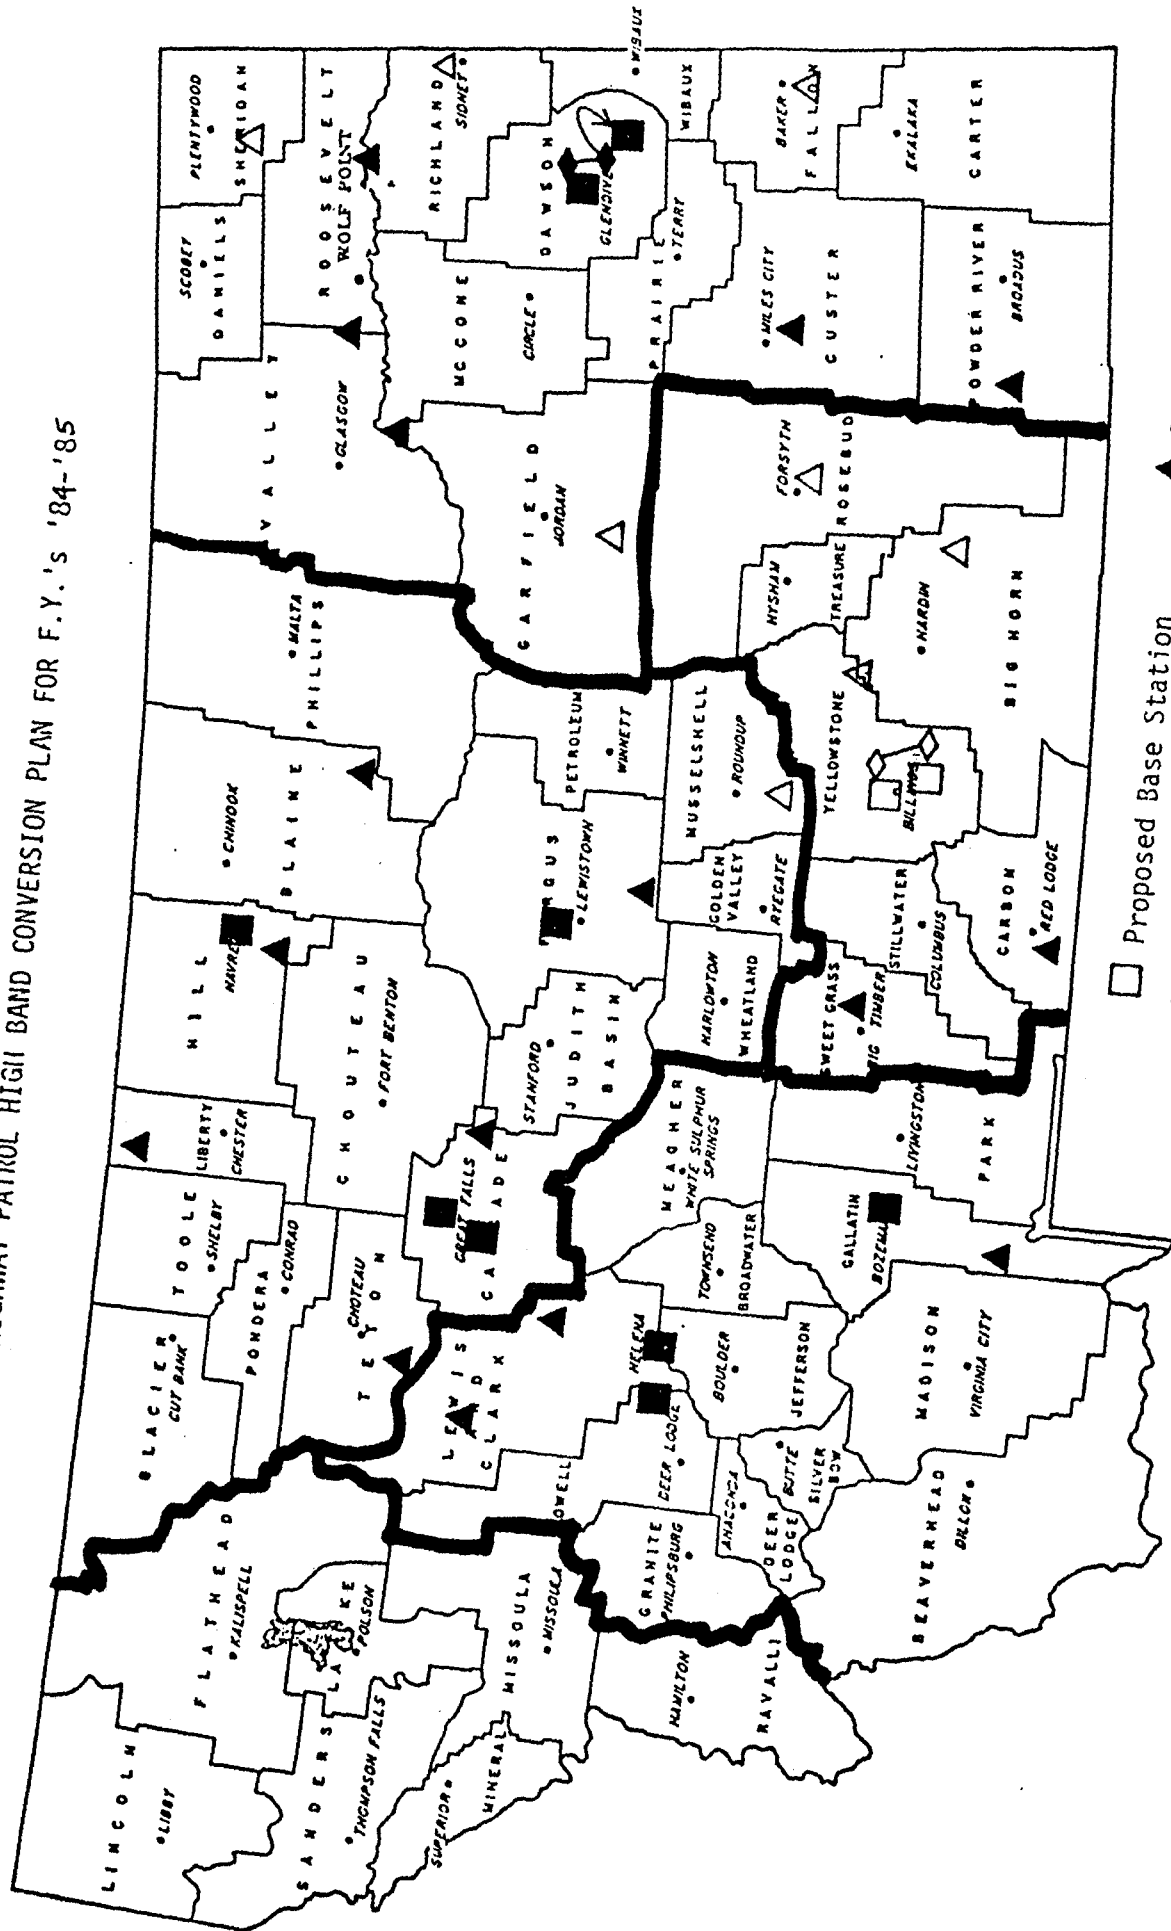 PATROL HIGH BAND CONVERSION PLAN FOR F.Y.'s '84-'85
LINCOLN
LIBBY
FLATHEAD
KALISPELL
SANDERS
THOMPSON FALLS
LAKE
POLSON
SUPERIOR
MINERAL
MISSOULA
MISSOULA
HAMILTON
RAVALLI
GRANITE
PHILIPSBURG
OWELL
DEER LODGE
ANACONDA
DEER
LODGE
BUTTE
SILVER
BOW
BEAVERHEAD
DILLON
MADISON
VIRGINIA CITY
JEFFERSON
BOULDER
HELENA
LEWIS
AND
CLARK
GLACIER
CUT BANK
TOOLE
SHELBY
PONDERA
CONRAD
TETON
CHOTEAU
LIBERTY
CHESTER
CHOUTEAU
FORT BENTON
GREAT FALLS
CASCADE
MEAGHER
WHITE SULPHUR
SPRINGS
TOWNSEND
BROADWATER
GALLATIN
BOZEMAN
PARK
LIVINGSTON
HILL
HAVRE
BLAINE
CHINOOK
PHILLIPS
MALTA
JUDITH
BASIN
STANFORD
FERGUS
LEWISTOWN
PETROLEUM
WINNETT
WHEATLAND
HARLOWTON
GOLDEN
VALLEY
RYEGATE
MUSSELSHELL
ROUNDUP
SWEET GRASS
BIG TIMBER
STILLWATER
COLUMBUS
CARBON
RED LODGE
YELLOWSTONE
BILLINGS
BIG HORN
HARDIN
TREASURE
HYSHAM
ROSEBUD
FORSYTH
VALLEY
GLASGOW
GARFIELD
JORDAN
DANIELS
SCOBEY
SHERIDAN
PLENTYWOOD
ROOSEVELT
WOLF POINT
RICHLAND
SIDNEY
MCCONE
CIRCLE
DAWSON
GLENDIVE
PRAIRIE
TERRY
WIBAUX
WIBAUX
CUSTER
MILES CITY
FALLON
BAKER
POWDER RIVER
BROADUS
CARTER
EKALAKA
Proposed Base Station